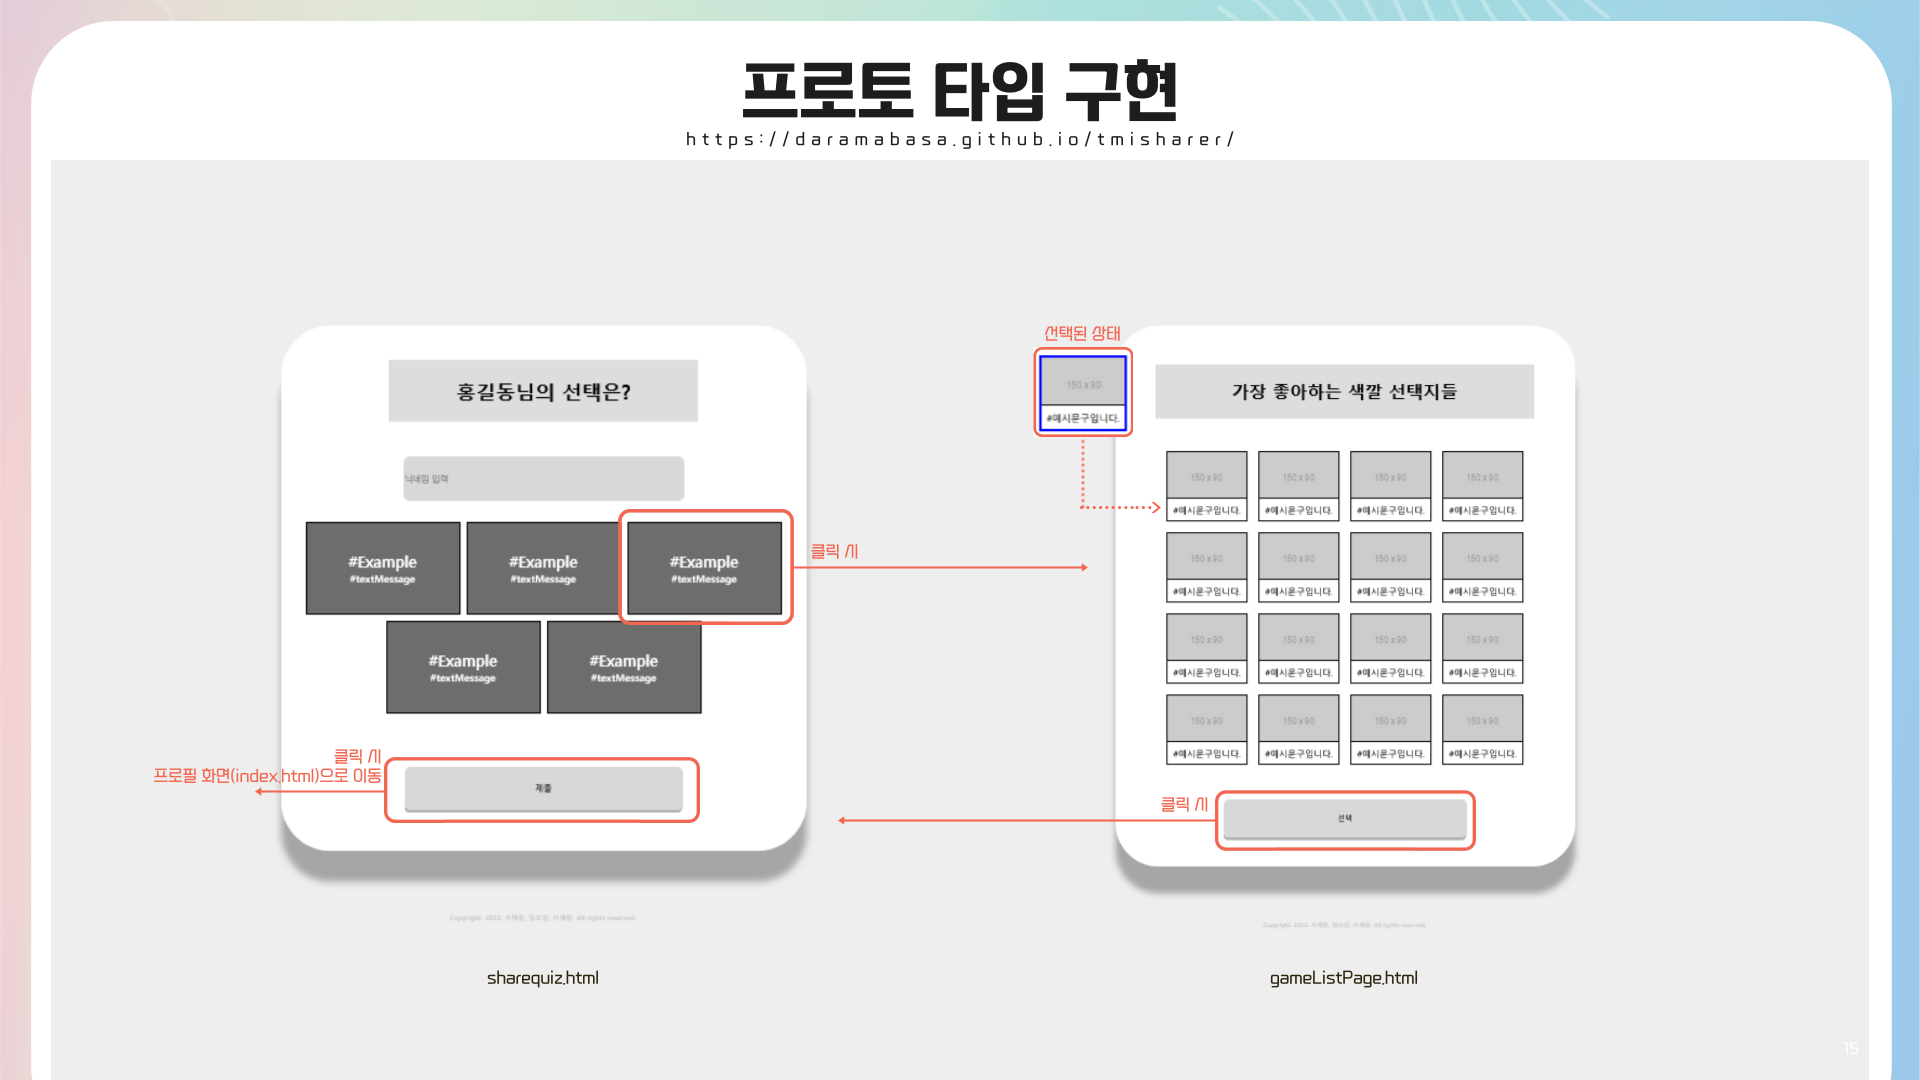 프로토 타입 구현
https://daramabasa.github.io/tmisharer/
홍길동님의 선택은?
닉네임 입력
#Example
#textMessage
#Example
#textMessage
#Example
#textMessage
#Example
#textMessage
#Example
#textMessage
클릭 시
클릭 시
프로필 화면(index.html)으로 이동
제출
sharequiz.html
선택된 상태
150 x 90
#예시문구입니다.
가장 좋아하는 색깔 선택지들
150 x 90
150 x 90
150 x 90
150 x 90
#예시문구입니다.
#예시문구입니다.
#예시문구입니다.
#예시문구입니다.
150 x 90
150 x 90
150 x 90
150 x 90
#예시문구입니다.
#예시문구입니다.
#예시문구입니다.
#예시문구입니다.
150 x 90
150 x 90
150 x 90
150 x 90
#예시문구입니다.
#예시문구입니다.
#예시문구입니다.
#예시문구입니다.
150 x 90
150 x 90
150 x 90
150 x 90
#예시문구입니다.
#예시문구입니다.
#예시문구입니다.
#예시문구입니다.
클릭 시
선택
Copyright. 2022. All rights reserved.
Copyright. 2022. All rights reserved.
gameListPage.html
15